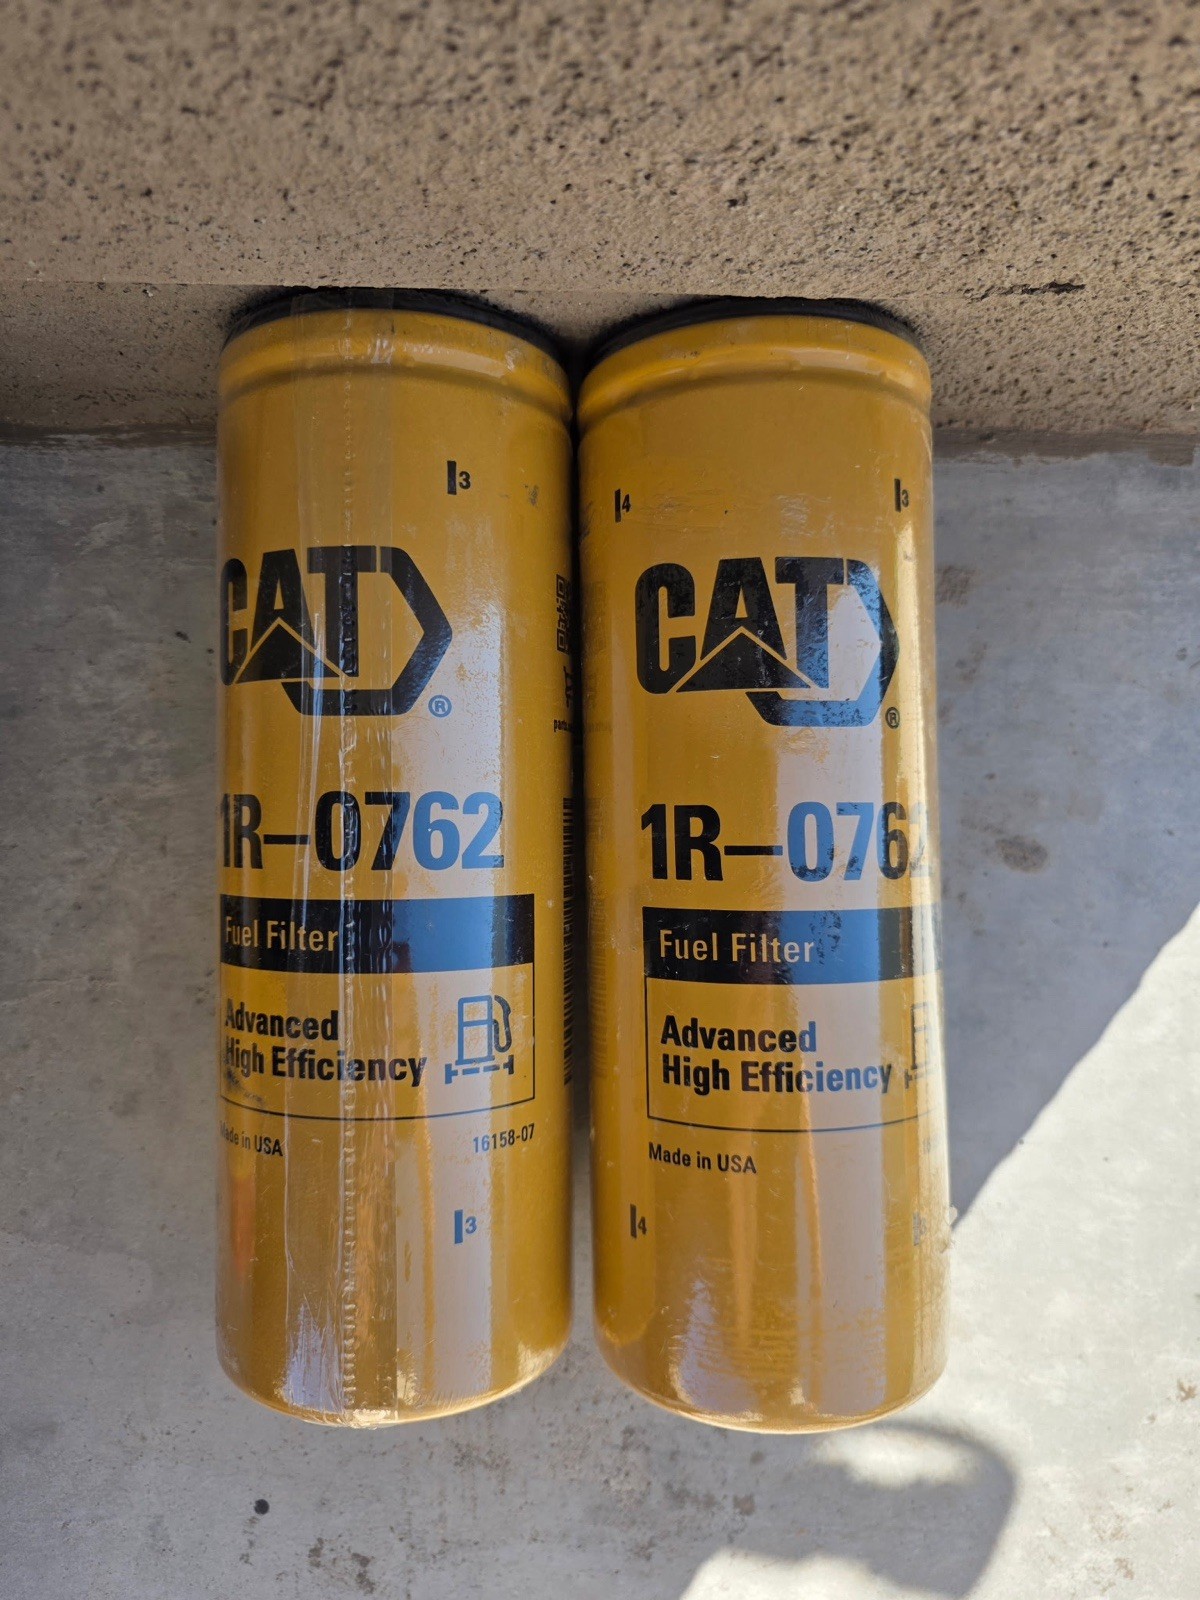 3
CAT
®
1R-0762
Fuel Filter
Advanced
High Efficiency
Made in USA
16158-07
3
4
3
CAT
®
1R-0762
Fuel Filter
Advanced
High Efficiency
Made in USA
4